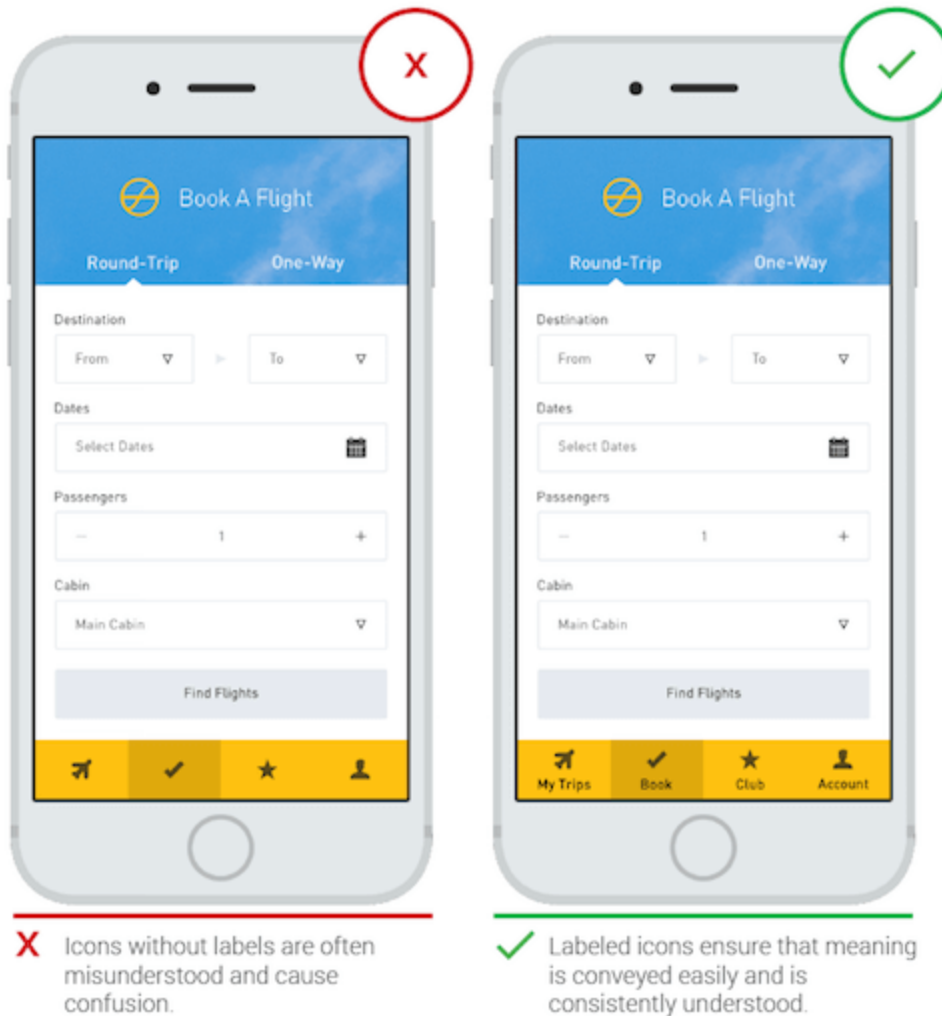 X
Book A Flight
Round-Trip One-Way
Destination
From To
Dates
Select Dates
Passengers
− 1 +
Cabin
Main Cabin
Find Flights
X Icons without labels are often
misunderstood and cause
confusion.
Book A Flight
Round-Trip One-Way
Destination
From To
Dates
Select Dates
Passengers
− 1 +
Cabin
Main Cabin
Find Flights
My Trips Book Club Account
Labeled icons ensure that meaning
is conveyed easily and is
consistently understood.